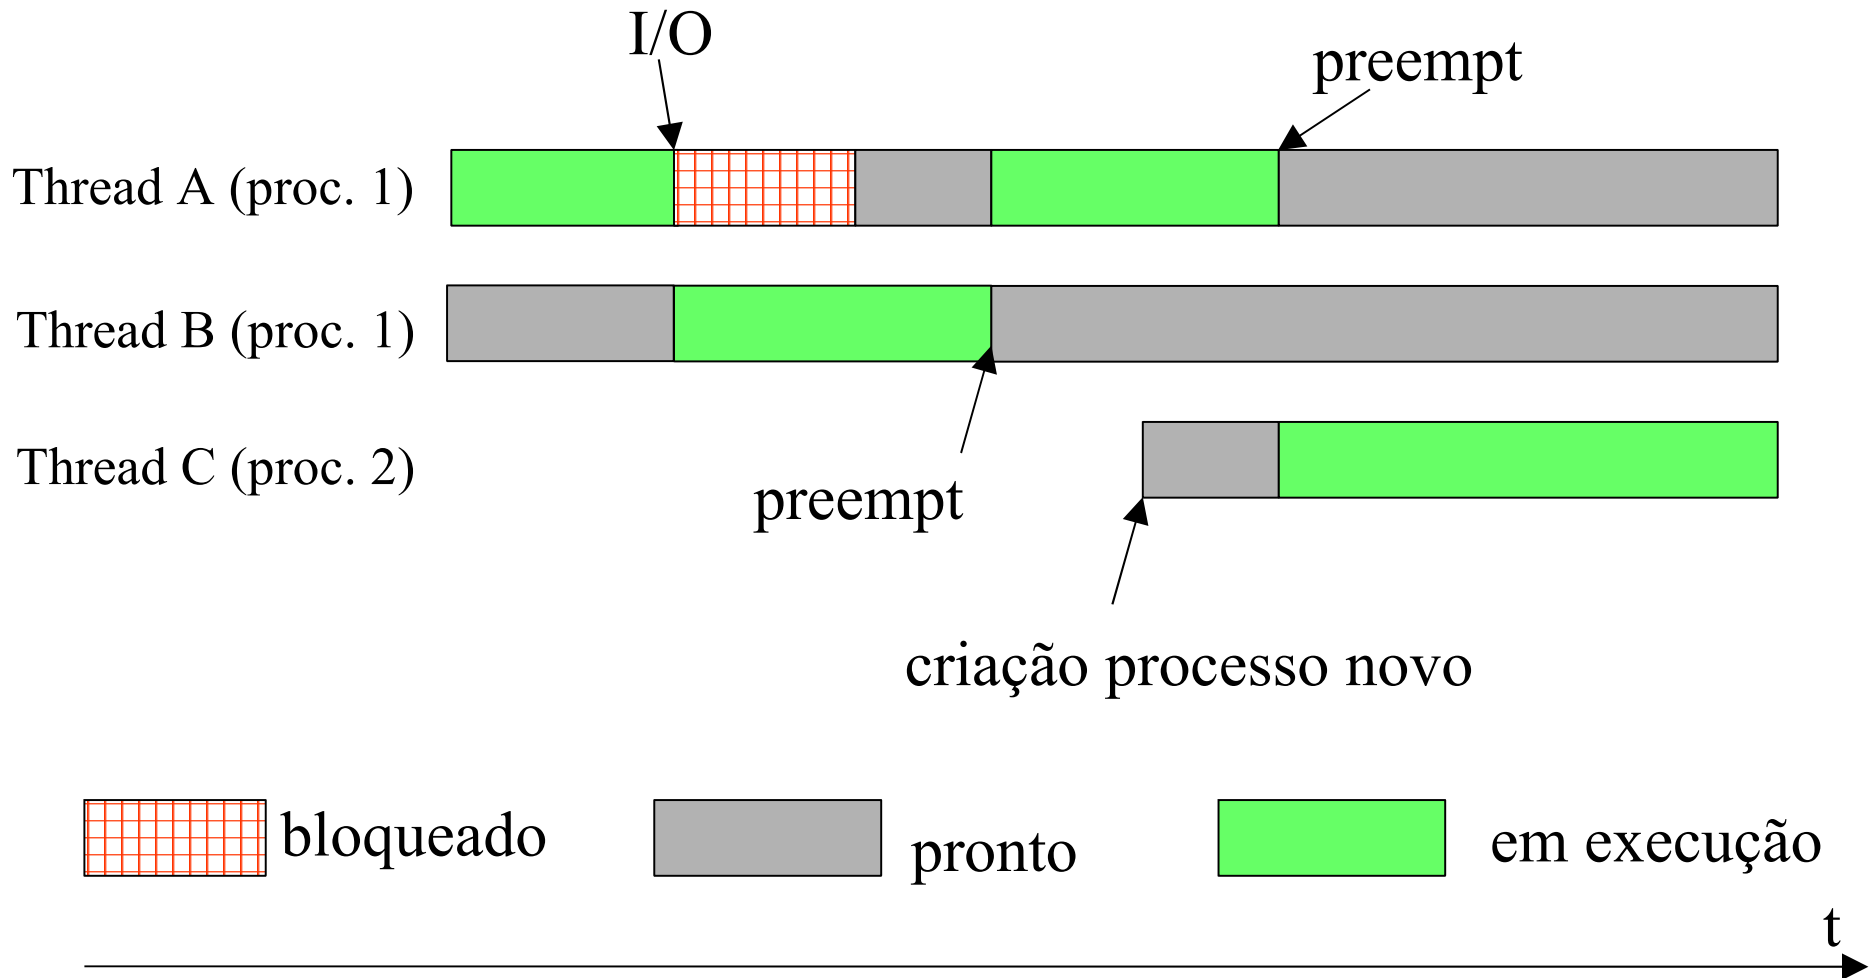 I/O
preempt
Thread A (proc. 1)
Thread B (proc. 1)
Thread C (proc. 2)
preempt
criação processo novo
bloqueado
pronto
em execução
t